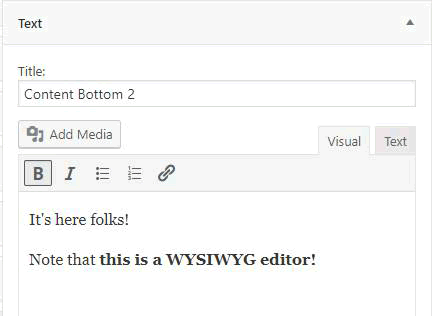 Text
Title:
Content Bottom 2
Add Media
Visual Text
B I
It's here folks!
Note that this is a WYSIWYG editor!